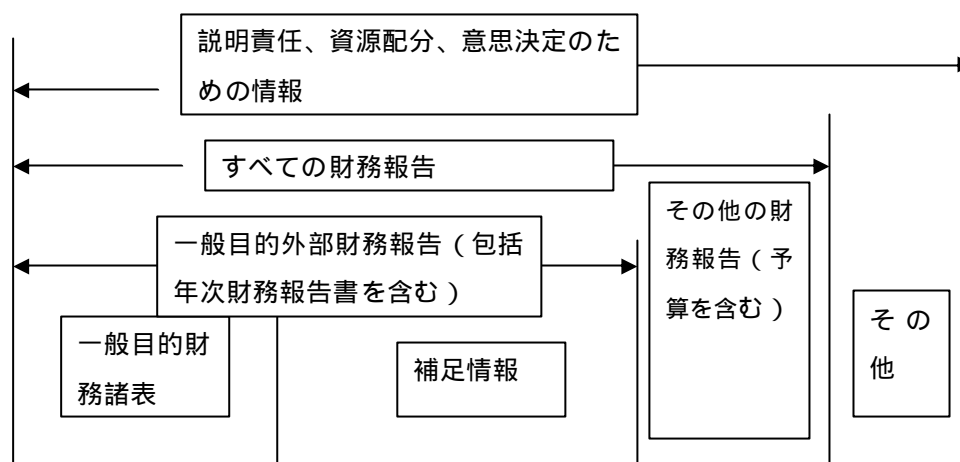 説明責任、資源配分、意思決定のた
めの情報
すべての財務報告
一般目的外部財務報告（包括
年次財務報告書を含む）
その他の財
務報告（予
算を含む）
一般目的財
務諸表
補足情報
その
他